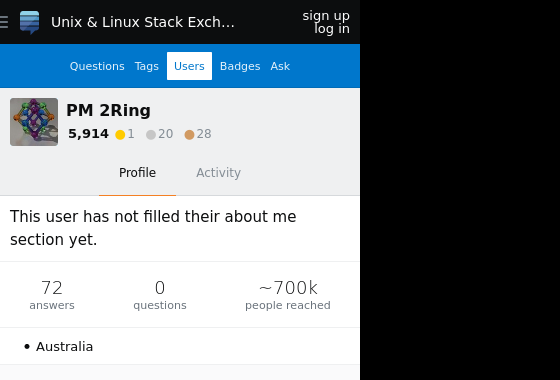 Unix & Linux Stack Exch...
sign up
log in
Questions Tags Users Badges Ask
PM 2Ring
5,914 1 20 28
Profile Activity
This user has not filled their about me
section yet.
72 0 ~700k
answers questions people reached
• Australia